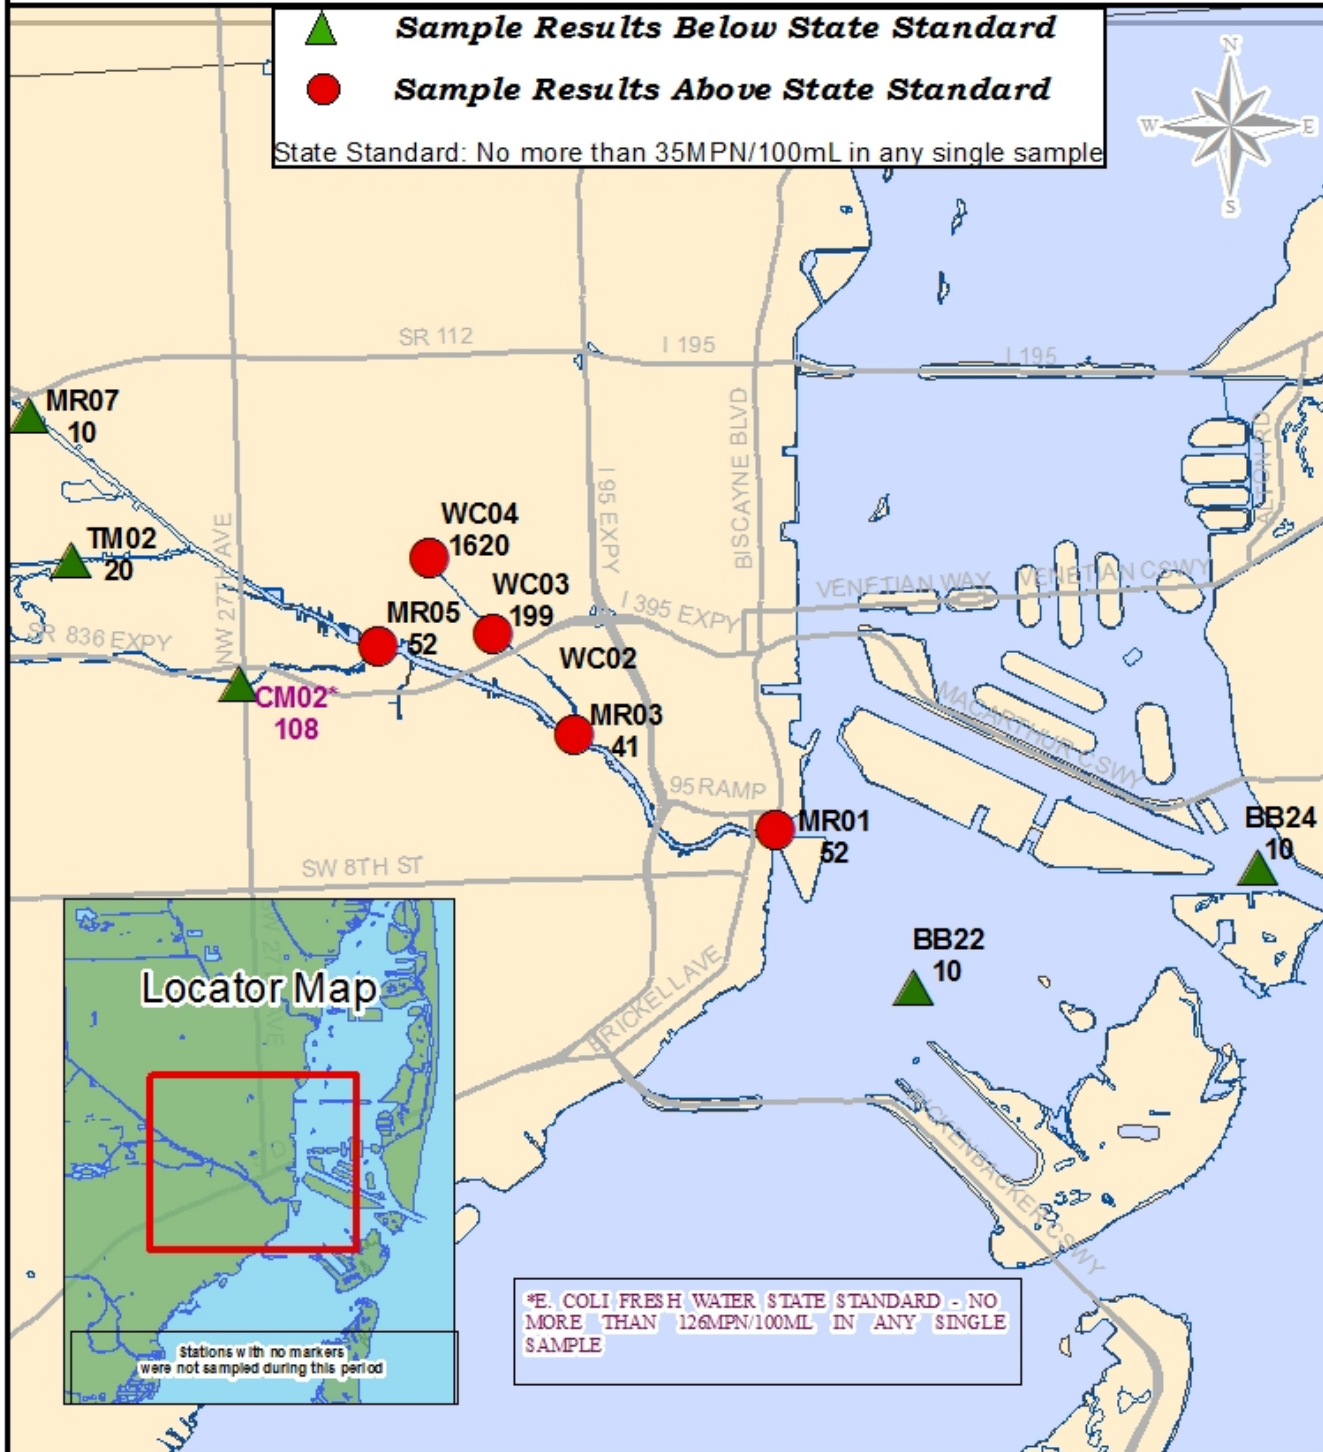 Sample Results Below State Standard
Sample Results Above State Standard
State Standard: No more than 35MPN/100mL in any single sample
N
W
E
S
SR 112
I 195
I 195
MR07
10
BISCAYNE BLVD
ALTON RD
I 95 EXPY
NW 27TH AVE
WC04
1620
TM02
20
WC03
199
VENETIAN WAY
VENETIAN CSWY
MR05
52
I 395 EXPY
SR 836 EXPY
WC02
CM02*
108
MR03
41
MACARTHUR CSWY
95 RAMP
MR01
52
BB24
10
SW 8TH ST
BB22
10
BRICKELL AVE
Locator Map
RICKENBACKER CSWY
*E. COLI FRESH WATER STATE STANDARD - NO
MORE THAN 126MPN/100ML IN ANY SINGLE
SAMPLE
Stations with no markers
were not sampled during this period